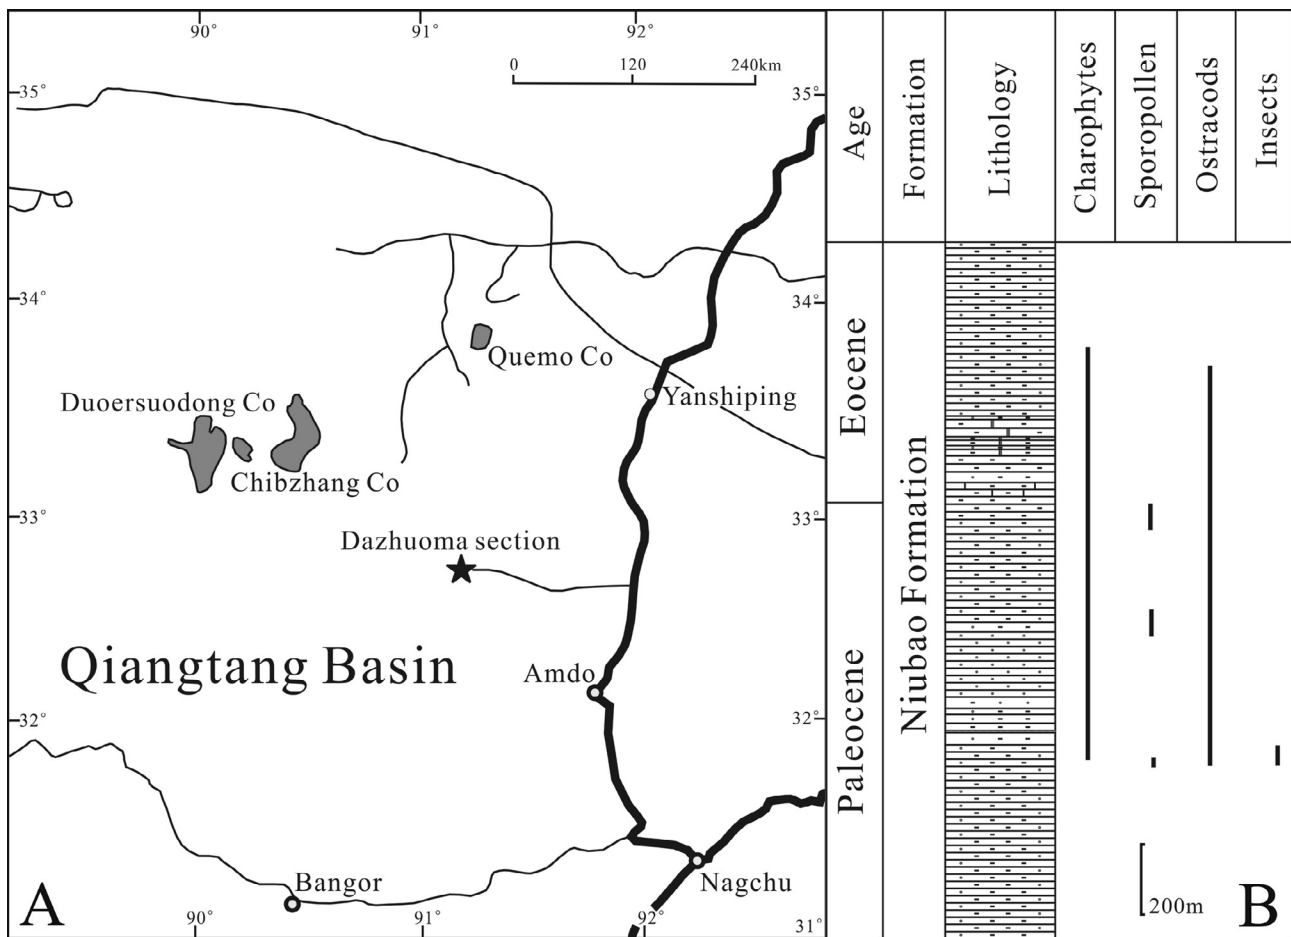 90°
91°
92°
0
120
240km
35°
35°
34°
34°
Quemo Co
Yanshiping
Duoersuodong Co
Chibzhang Co
33°
33°
Dazhuoma section
Qiangtang Basin
Amdo
32°
32°
Bangor
Nagchu
A
90°
91°
92°
31°
Age
Formation
Lithology
Charophytes
Sporopollen
Ostracods
Insects
Eocene
Paleocene
Niubao Formation
200m
B